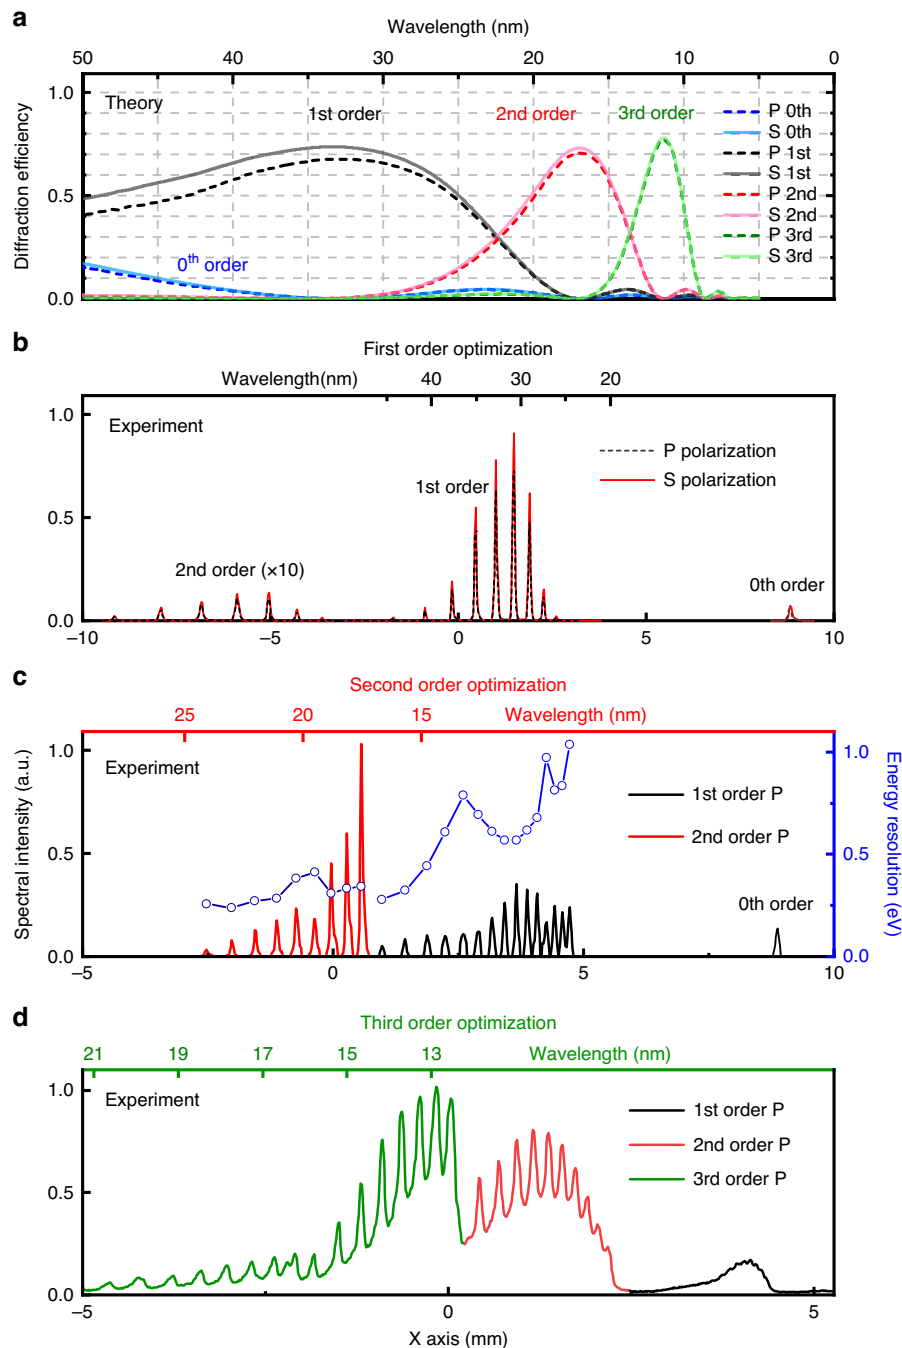 a
Wavelength (nm)
50 40 30 20 10 0
Diffraction efficiency
1.0
0.5
0.0
Theory
1st order
2nd order
3rd order
0th order
P 0th
S 0th
P 1st
S 1st
P 2nd
S 2nd
P 3rd
S 3rd
b
First order optimization
Wavelength(nm) 40 30 20
1.0
0.5
0.0
Experiment
1st order
2nd order (×10)
0th order
P polarization
S polarization
−10 −5 0 5 10
c
Second order optimization
25 20 15 Wavelength (nm)
Spectral intensity (a.u.)
1.0
0.5
0.0
Experiment
1st order P
2nd order P
0th order
1.0
0.5
0.0
Energy resolution
(eV)
−5 0 5 10
d
Third order optimization
21 19 17 15 13 Wavelength (nm)
1.0
0.5
0.0
Experiment
1st order P
2nd order P
3rd order P
−5 0 5
X axis (mm)